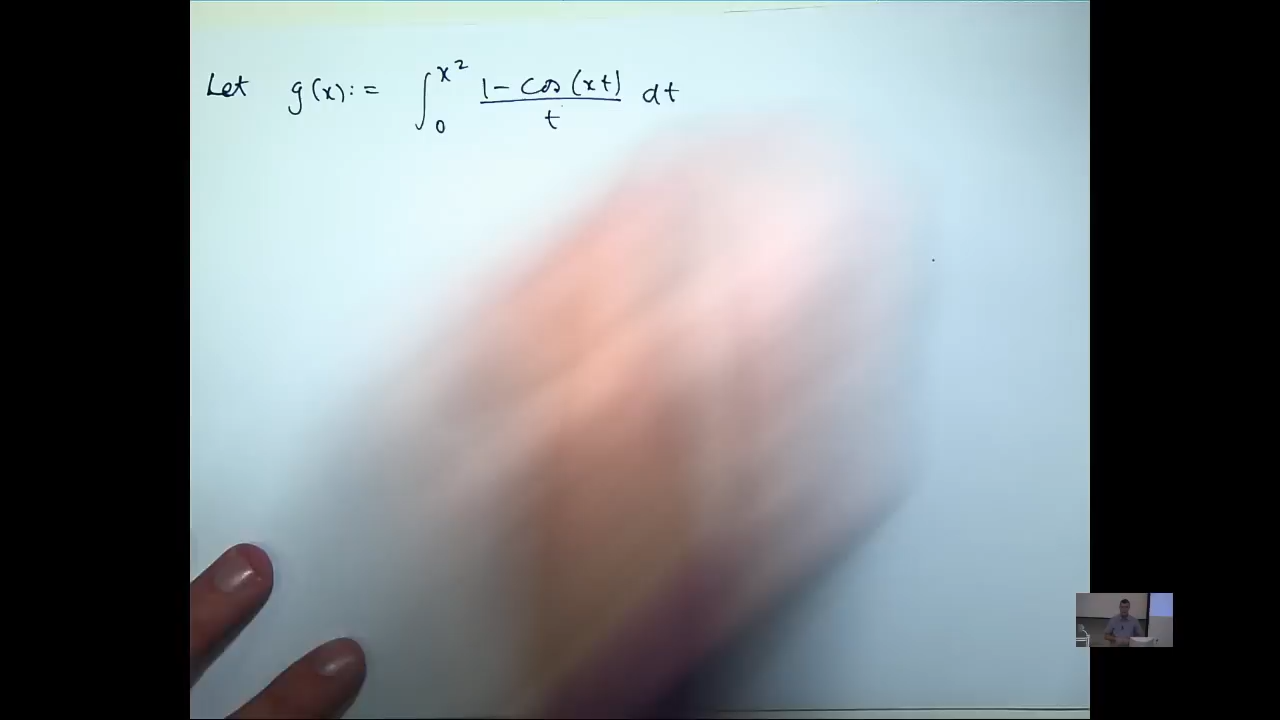 Let g(x) := ∫₀^{x²} (1 - cos(xt))/t dt